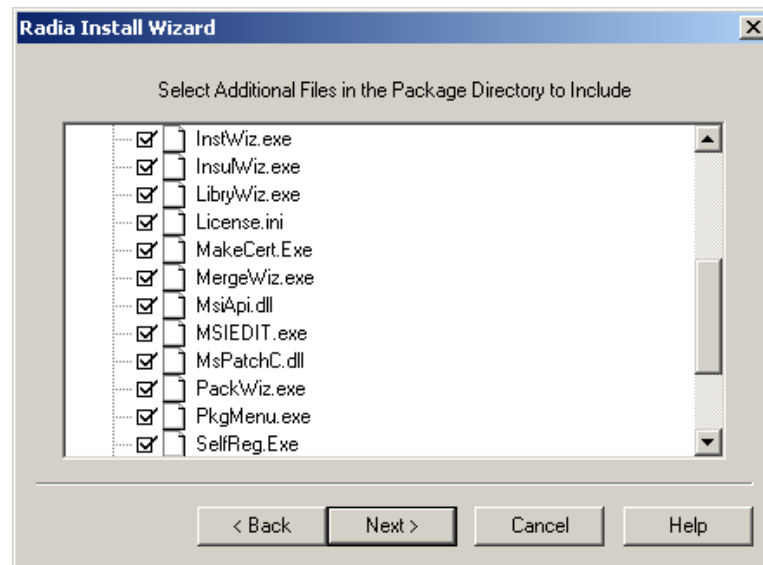 Radia Install Wizard
Select Additional Files in the Package Directory to Include
InstWiz.exe
InsulWiz.exe
LibryWiz.exe
License.ini
MakeCert.Exe
MergeWiz.exe
MsiApi.dll
MSIEDIT.exe
MsPatchC.dll
PackWiz.exe
PkgMenu.exe
SelfReg.Exe
< Back Next > Cancel Help